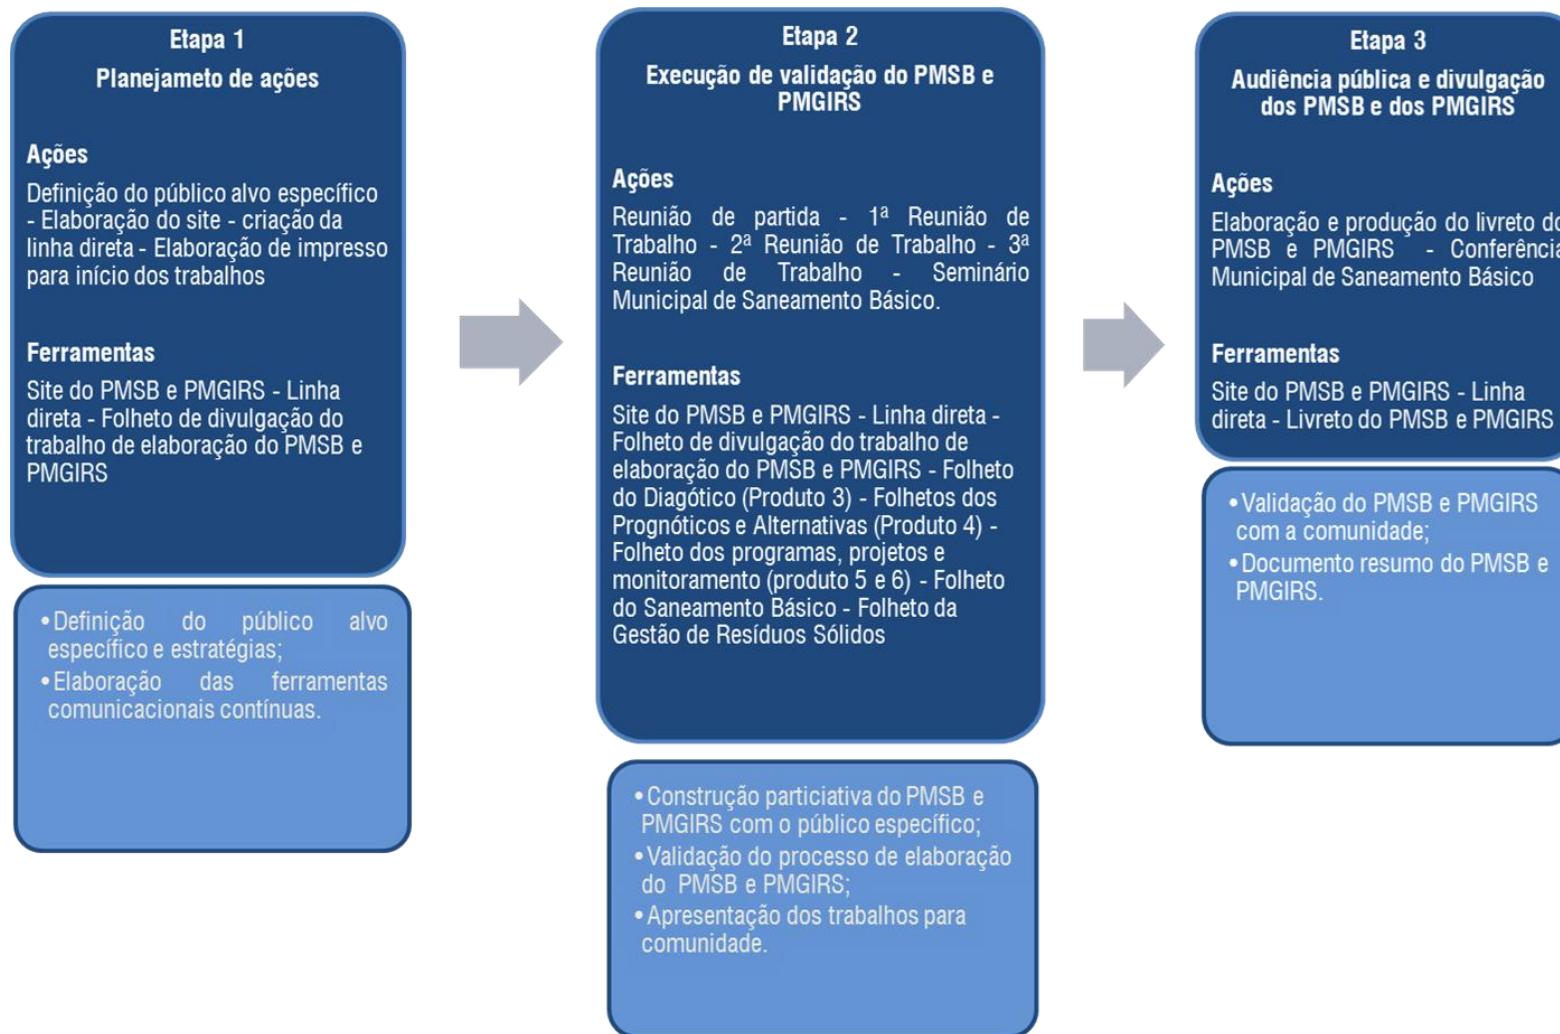 Etapa 1
Planejameto de ações
Ações
Definição do público alvo específico
- Elaboração do site - criação da
linha direta - Elaboração de impresso
para início dos trabalhos
Ferramentas
Site do PMSB e PMGIRS - Linha
direta - Folheto de divulgação do
trabalho de elaboração do PMSB e
PMGIRS
•Definição do público alvo
específico e estratégias;
•Elaboração das ferramentas
comunicacionais contínuas.
Etapa 2
Execução de validação do PMSB e
PMGIRS
Ações
Reunião de partida - 1ª Reunião de
Trabalho - 2ª Reunião de Trabalho - 3ª
Reunião de Trabalho - Seminário
Municipal de Saneamento Básico.
Ferramentas
Site do PMSB e PMGIRS - Linha direta -
Folheto de divulgação do trabalho de
elaboração do PMSB e PMGIRS - Folheto
do Diagótico (Produto 3) - Folhetos dos
Prognóticos e Alternativas (Produto 4) -
Folheto dos programas, projetos e
monitoramento (produto 5 e 6) - Folheto
do Saneamento Básico - Folheto da
Gestão de Resíduos Sólidos
•Construção particiativa do PMSB e
PMGIRS com o público específico;
•Validação do processo de elaboração
do PMSB e PMGIRS;
•Apresentação dos trabalhos para
comunidade.
Etapa 3
Audiência pública e divulgação
dos PMSB e dos PMGIRS
Ações
Elaboração e produção do livreto do
PMSB e PMGIRS - Conferência
Municipal de Saneamento Básico
Ferramentas
Site do PMSB e PMGIRS - Linha
direta - Livreto do PMSB e PMGIRS
•Validação do PMSB e PMGIRS
com a comunidade;
•Documento resumo do PMSB e
PMGIRS.